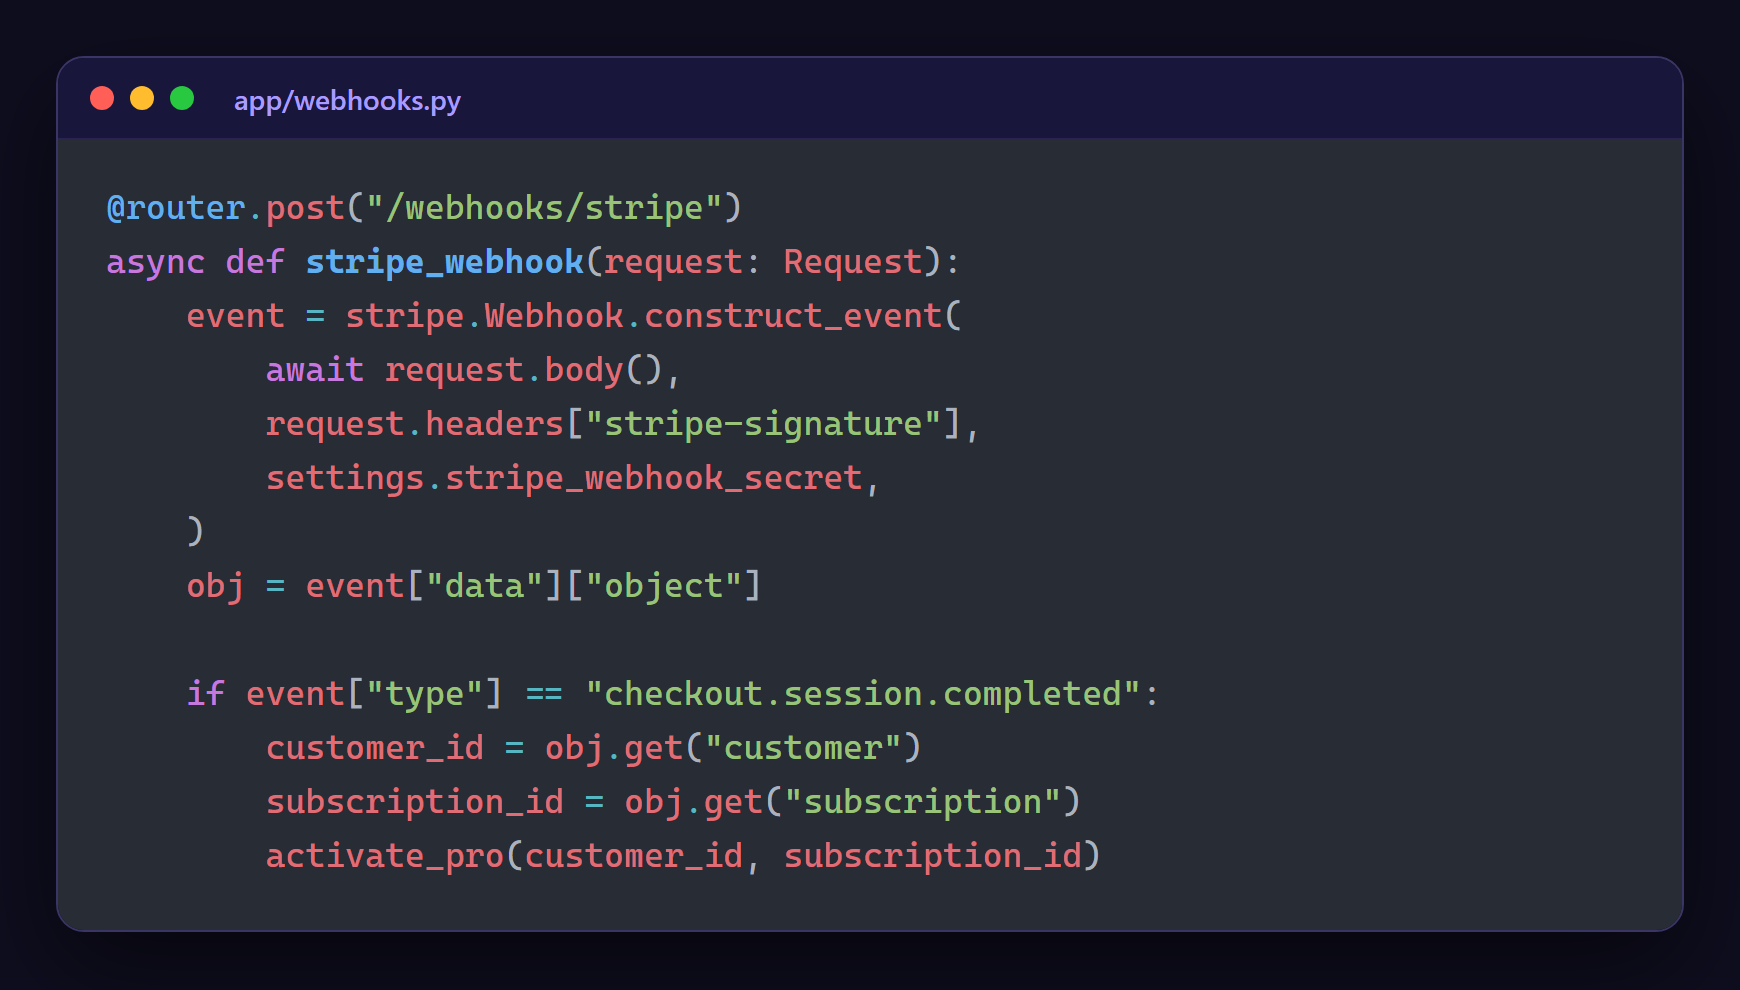 app/webhooks.py
@router.post("/webhooks/stripe")
async def stripe_webhook(request: Request):
    event = stripe.Webhook.construct_event(
        await request.body(),
        request.headers["stripe-signature"],
        settings.stripe_webhook_secret,
    )
    obj = event["data"]["object"]

    if event["type"] == "checkout.session.completed":
        customer_id = obj.get("customer")
        subscription_id = obj.get("subscription")
        activate_pro(customer_id, subscription_id)